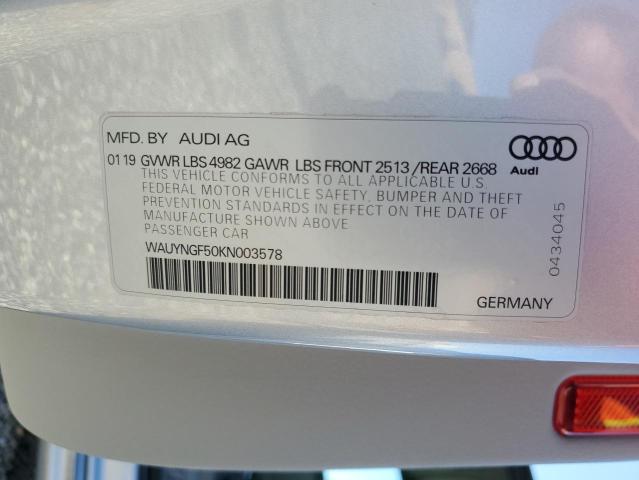 MFD. BY AUDI AG
01 19 GVWR LBS 4982 GAWR LBS FRONT 2513 /REAR 2668
THIS VEHICLE CONFORMS TO ALL APPLICABLE U.S.
FEDERAL MOTOR VEHICLE SAFETY, BUMPER AND THEFT
PREVENTION STANDARDS IN EFFECT ON THE DATE OF
MANUFACTURE SHOWN ABOVE
PASSENGER CAR
WAUYNGF50KN003578
Audi
0434045
GERMANY